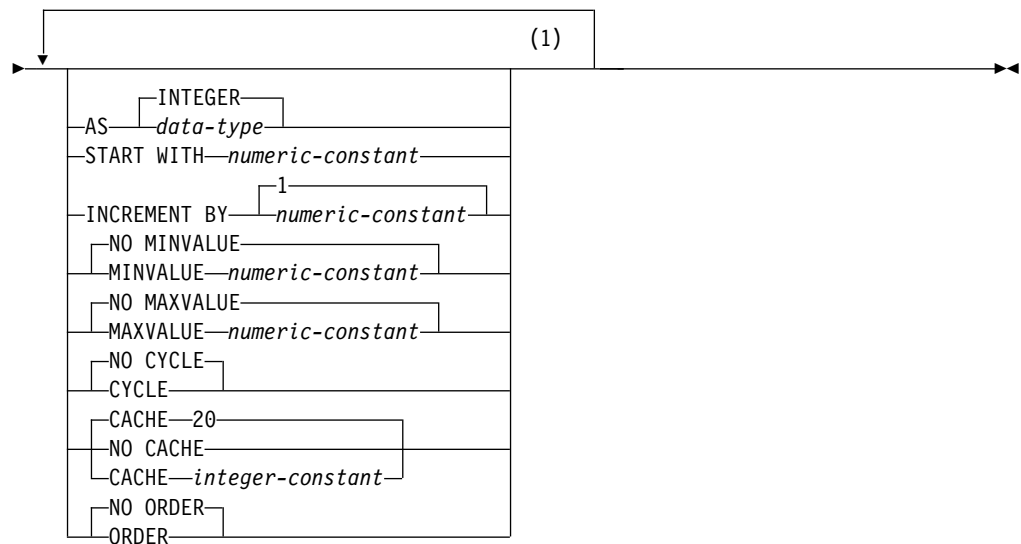 (1)
INTEGER
AS data-type
START WITH numeric-constant
1
INCREMENT BY numeric-constant
NO MINVALUE
MINVALUE numeric-constant
NO MAXVALUE
MAXVALUE numeric-constant
NO CYCLE
CYCLE
CACHE 20
NO CACHE
CACHE integer-constant
NO ORDER
ORDER